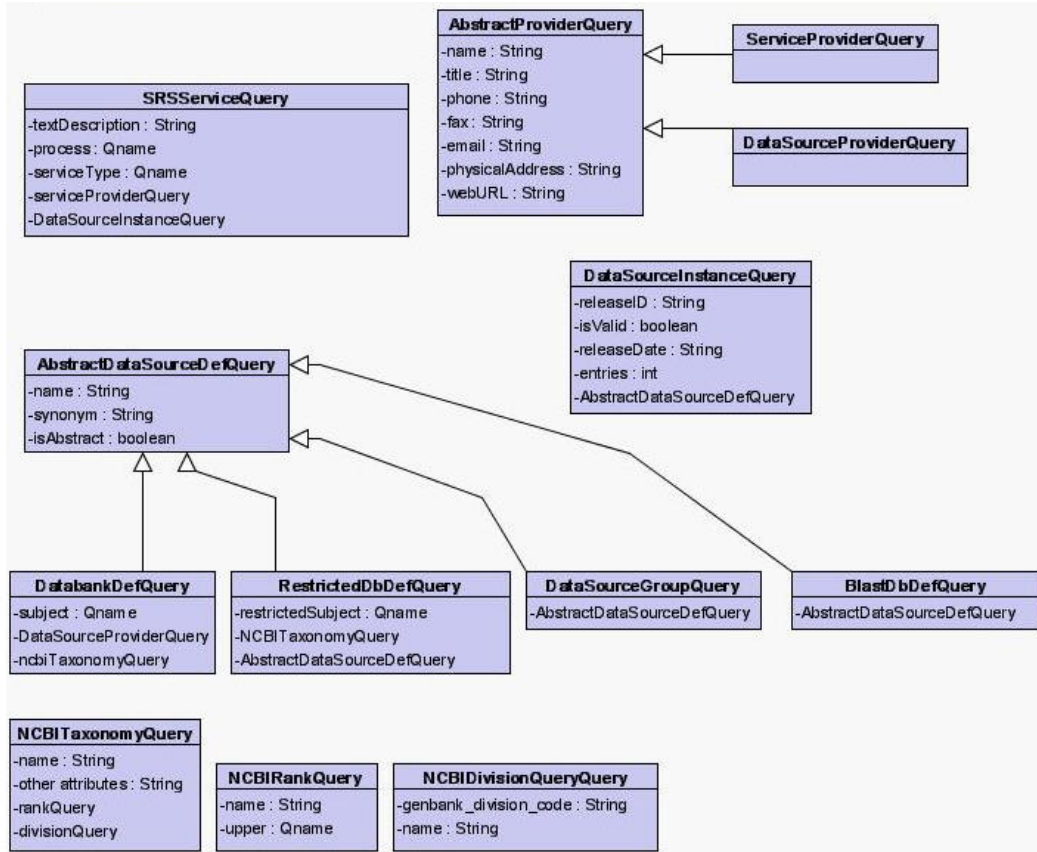 AbstractProviderQuery
-name : String
-title : String
-phone : String
-fax : String
-email : String
-physicalAddress : String
-webURL : String
ServiceProviderQuery
DataSourceProviderQuery
SRSServiceQuery
-textDescription : String
-process : Qname
-serviceType : Qname
-serviceProviderQuery
-DataSourceInstanceQuery
DataSourceInstanceQuery
-releaseID : String
-isValid : boolean
-releaseDate : String
-entries : int
-AbstractDataSourceDefQuery
AbstractDataSourceDefQuery
-name : String
-synonym : String
-isAbstract : boolean
DatabankDefQuery
-subject : Qname
-DataSourceProviderQuery
-ncbiTaxonomyQuery
RestrictedDbDefQuery
-restrictedSubject : Qname
-NCBITaxonomyQuery
-AbstractDataSourceDefQuery
DataSourceGroupQuery
-AbstractDataSourceDefQuery
BlastDbDefQuery
-AbstractDataSourceDefQuery
NCBITaxonomyQuery
-name : String
-other attributes : String
-rankQuery
-divisionQuery
NCBIRankQuery
-name : String
-upper : Qname
NCBIDivisionQueryQuery
-genbank_division_code : String
-name : String